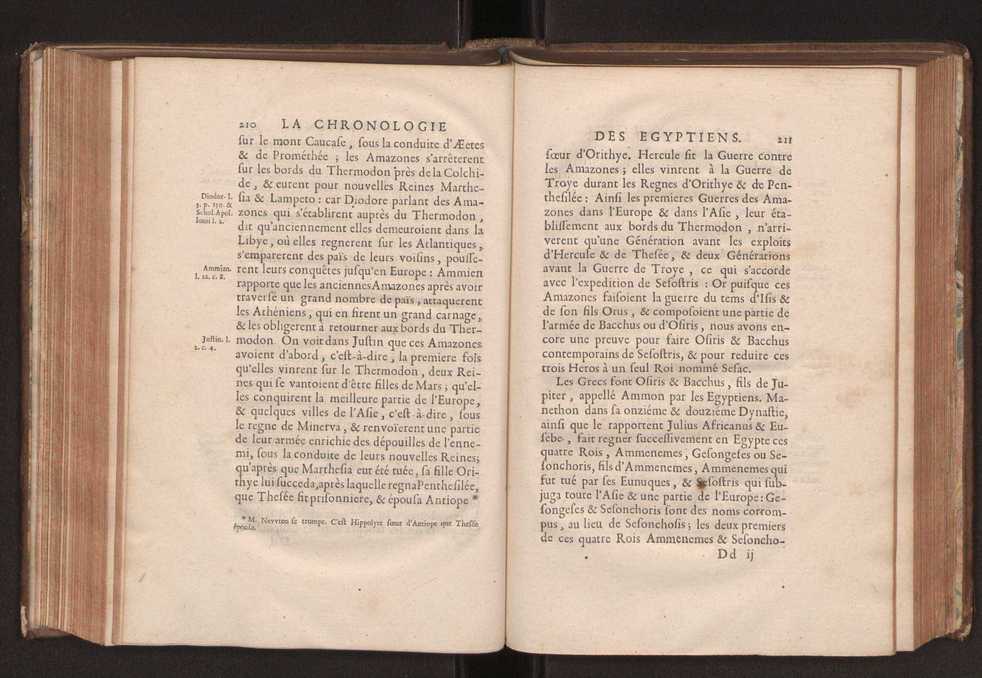 210 LA CHRONOLOGIE
ſur le mont Caucaſe, ſous la conduite d'Æetes
& de Prométhée ; les Amazones s'arrêterent
ſur les bords du Thermodon près de la Colchi-
de, & eurent pour nouvelles Reines Marthe-
ſia & Lampeto : car Diodore parlant des Ama-
zones qui s'établirent auprès du Thermodon,
dit qu'anciennement elles demeuroient dans la
Libye, où elles regnerent ſur les Atlantiques,
s'emparerent des païs de leurs voiſins, pouſſe-
rent leurs conquêtes juſqu'en Europe : Ammien
rapporte que les anciennes Amazones après avoir
traverſé un grand nombre de païs, attaquerent
les Athéniens, qui en firent un grand carnage,
& les obligerent à retourner aux bords du Ther-
modon. On voit dans Juſtin que ces Amazones
avoient d'abord, c'eſt-à-dire, la premiere fois
qu'elles vinrent ſur le Thermodon, deux Rei-
nes qui ſe vantoient d'être filles de Mars ; qu'el-
les conquirent la meilleure partie de l'Europe,
& quelques villes de l'Aſie, c'eſt-à-dire, ſous
le regne de Minerva, & renvoïerent une partie
de leur armée enrichie des dépouilles de l'enne-
mi, ſous la conduite de leurs nouvelles Reines;
qu'après que Martheſia eut été tuée, ſa fille Ori-
thye lui ſucceda, après laquelle regna Pentheſilée,
que Theſée fit priſonniere, & épouſa Antiope *
Diodor. l.
3. p. 130. &
Schol. Apol.
lonii l. 2.
Ammian.
l. 22. c. 8.
Juſtin. l.
2. c. 4.
* M. Nevvton ſe trompe. C'eſt Hippolyte ſœur d'Antiope que Theſée
épouſa.
DES EGYPTIENS. 211
ſœur d'Orithye. Hercule fit la Guerre contre
les Amazones ; elles vinrent à la Guerre de
Troye durant les Regnes d'Orithye & de Pen-
theſilée : Ainſi les premieres Guerres des Ama-
zones dans l'Europe & dans l'Aſie, leur éta-
bliſſement aux bords du Thermodon, n'arri-
verent qu'une Génération avant les exploits
d'Hercule & de Theſée, & deux Générations
avant la Guerre de Troye, ce qui s'accorde
avec l'expedition de Seſoſtris : Or puiſque ces
Amazones faiſoient la guerre du tems d'Iſis &
de ſon fils Orus, & compoſoient une partie de
l'armée de Bacchus ou d'Oſiris, nous avons en-
core une preuve pour faire Oſiris & Bacchus
contemporains de Seſoſtris, & pour reduire ces
trois Heros à un ſeul Roi nommé Seſac.
Les Grecs font Oſiris & Bacchus, fils de Ju-
piter, appellé Ammon par les Egyptiens. Ma-
nethon dans ſa onziéme & douziéme Dynaſtie,
ainſi que le rapportent Julius Africanus & Eu-
ſebe, fait regner ſucceſſivement en Egypte ces
quatre Rois, Ammenemes, Geſongeſes ou Se-
ſonchoris, fils d'Ammenemes, Ammenemes qui
fut tué par ſes Eunuques, & Seſoſtris qui ſub-
juga toute l'Aſie & une partie de l'Europe : Ge-
ſongeſes & Seſonchoris ſont des noms corrom-
pus, au lieu de Seſonchoſis ; les deux premiers
de ces quatre Rois Ammenemes & Seſoncho-
Dd ij